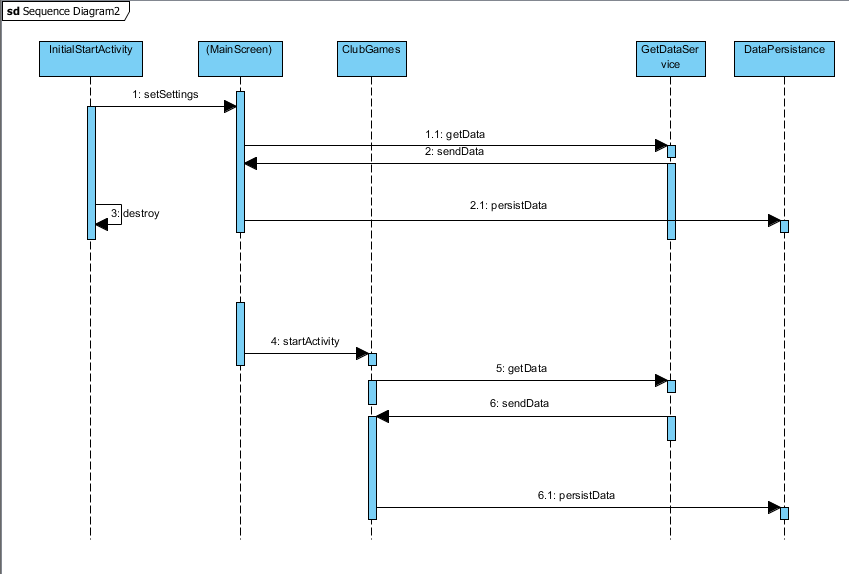 sd Sequence Diagram2
InitialStartActivity
(MainScreen)
ClubGames
GetDataSer
vice
DataPersistance
1: setSettings
1.1: getData
2: sendData
2.1: persistData
3: destroy
4: startActivity
5: getData
6: sendData
6.1: persistData